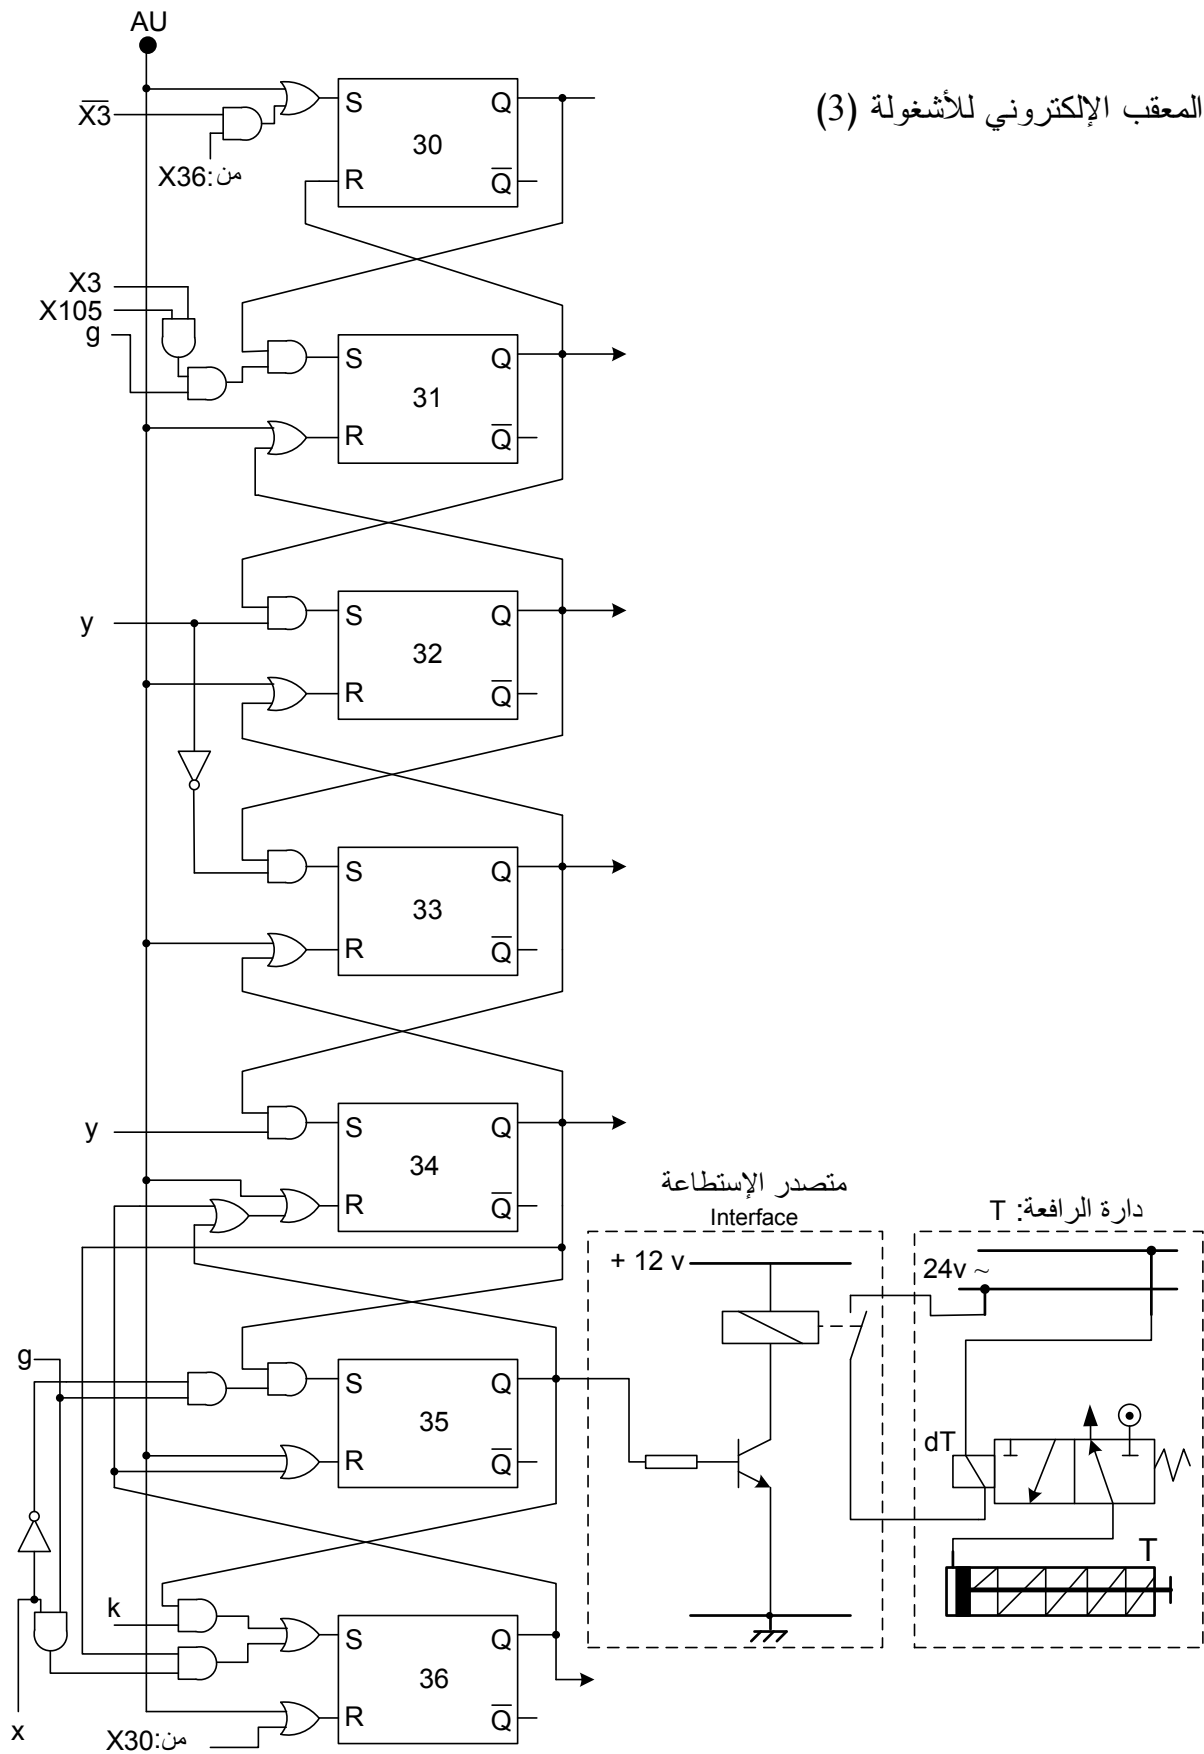 AU
المعقب الإلكتروني للأشغولة (3)
S Q
X̅3̅
30
من:X36
R Q̅
X3
X105
g
S Q
31
R Q̅
y
S Q
32
R Q̅
S Q
33
R Q̅
y
S Q
34
R Q̅
متصدر الإستطاعة
Interface
دارة الرافعة: T
+ 12 v
24v ~
g
S Q
35
R Q̅
dT
T
k
S Q
36
R Q̅
x
من:X30